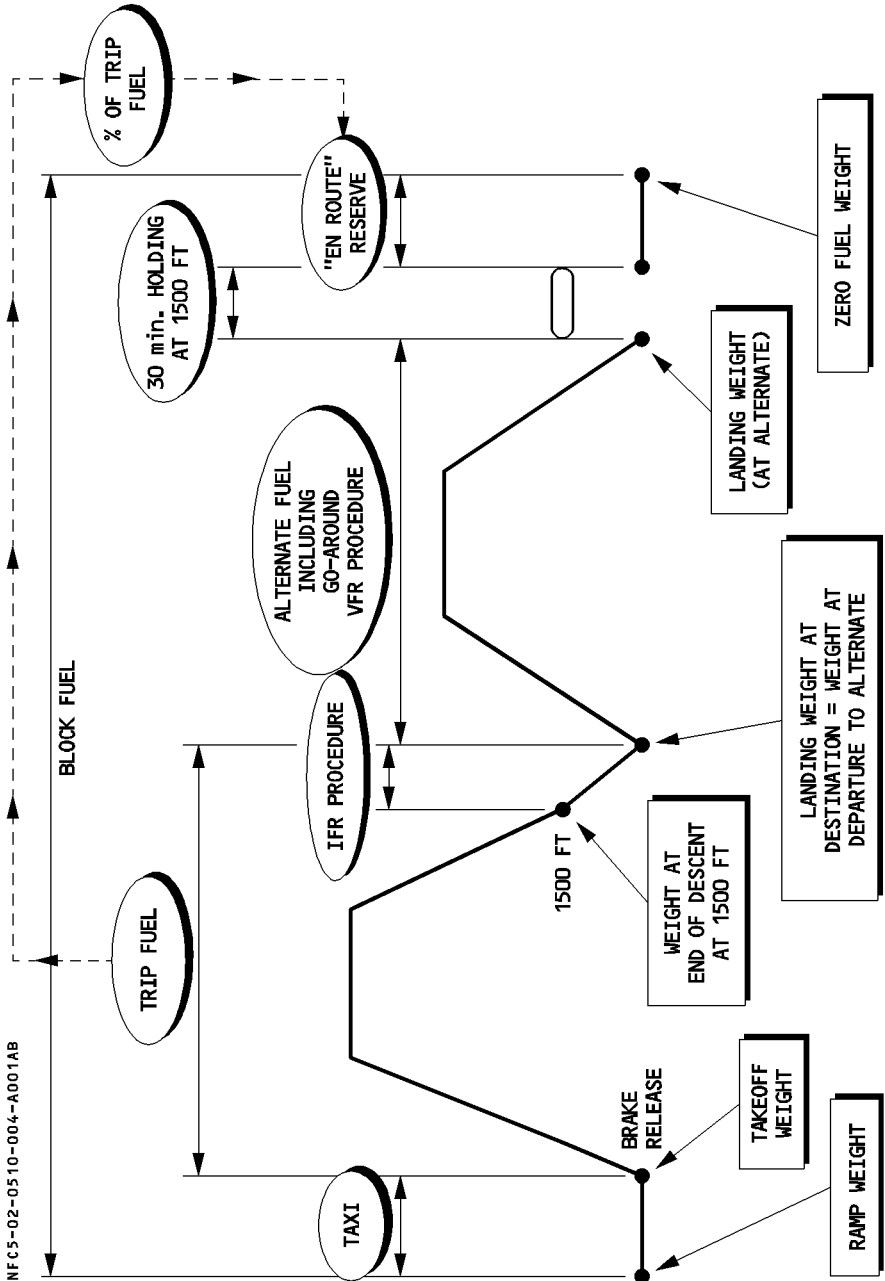 NFC5-02-0510-004-A001AB
BLOCK FUEL
% OF TRIP
FUEL
TRIP FUEL
30 min. HOLDING
AT 1500 FT
"EN ROUTE"
RESERVE
ALTERNATE FUEL
INCLUDING
GO-AROUND
VFR PROCEDURE
IFR PROCEDURE
TAXI
1500 FT
BRAKE
RELEASE
WEIGHT AT
END OF DESCENT
AT 1500 FT
TAKEOFF
WEIGHT
RAMP WEIGHT
LANDING WEIGHT AT
DESTINATION = WEIGHT AT
DEPARTURE TO ALTERNATE
LANDING WEIGHT
(AT ALTERNATE)
ZERO FUEL WEIGHT